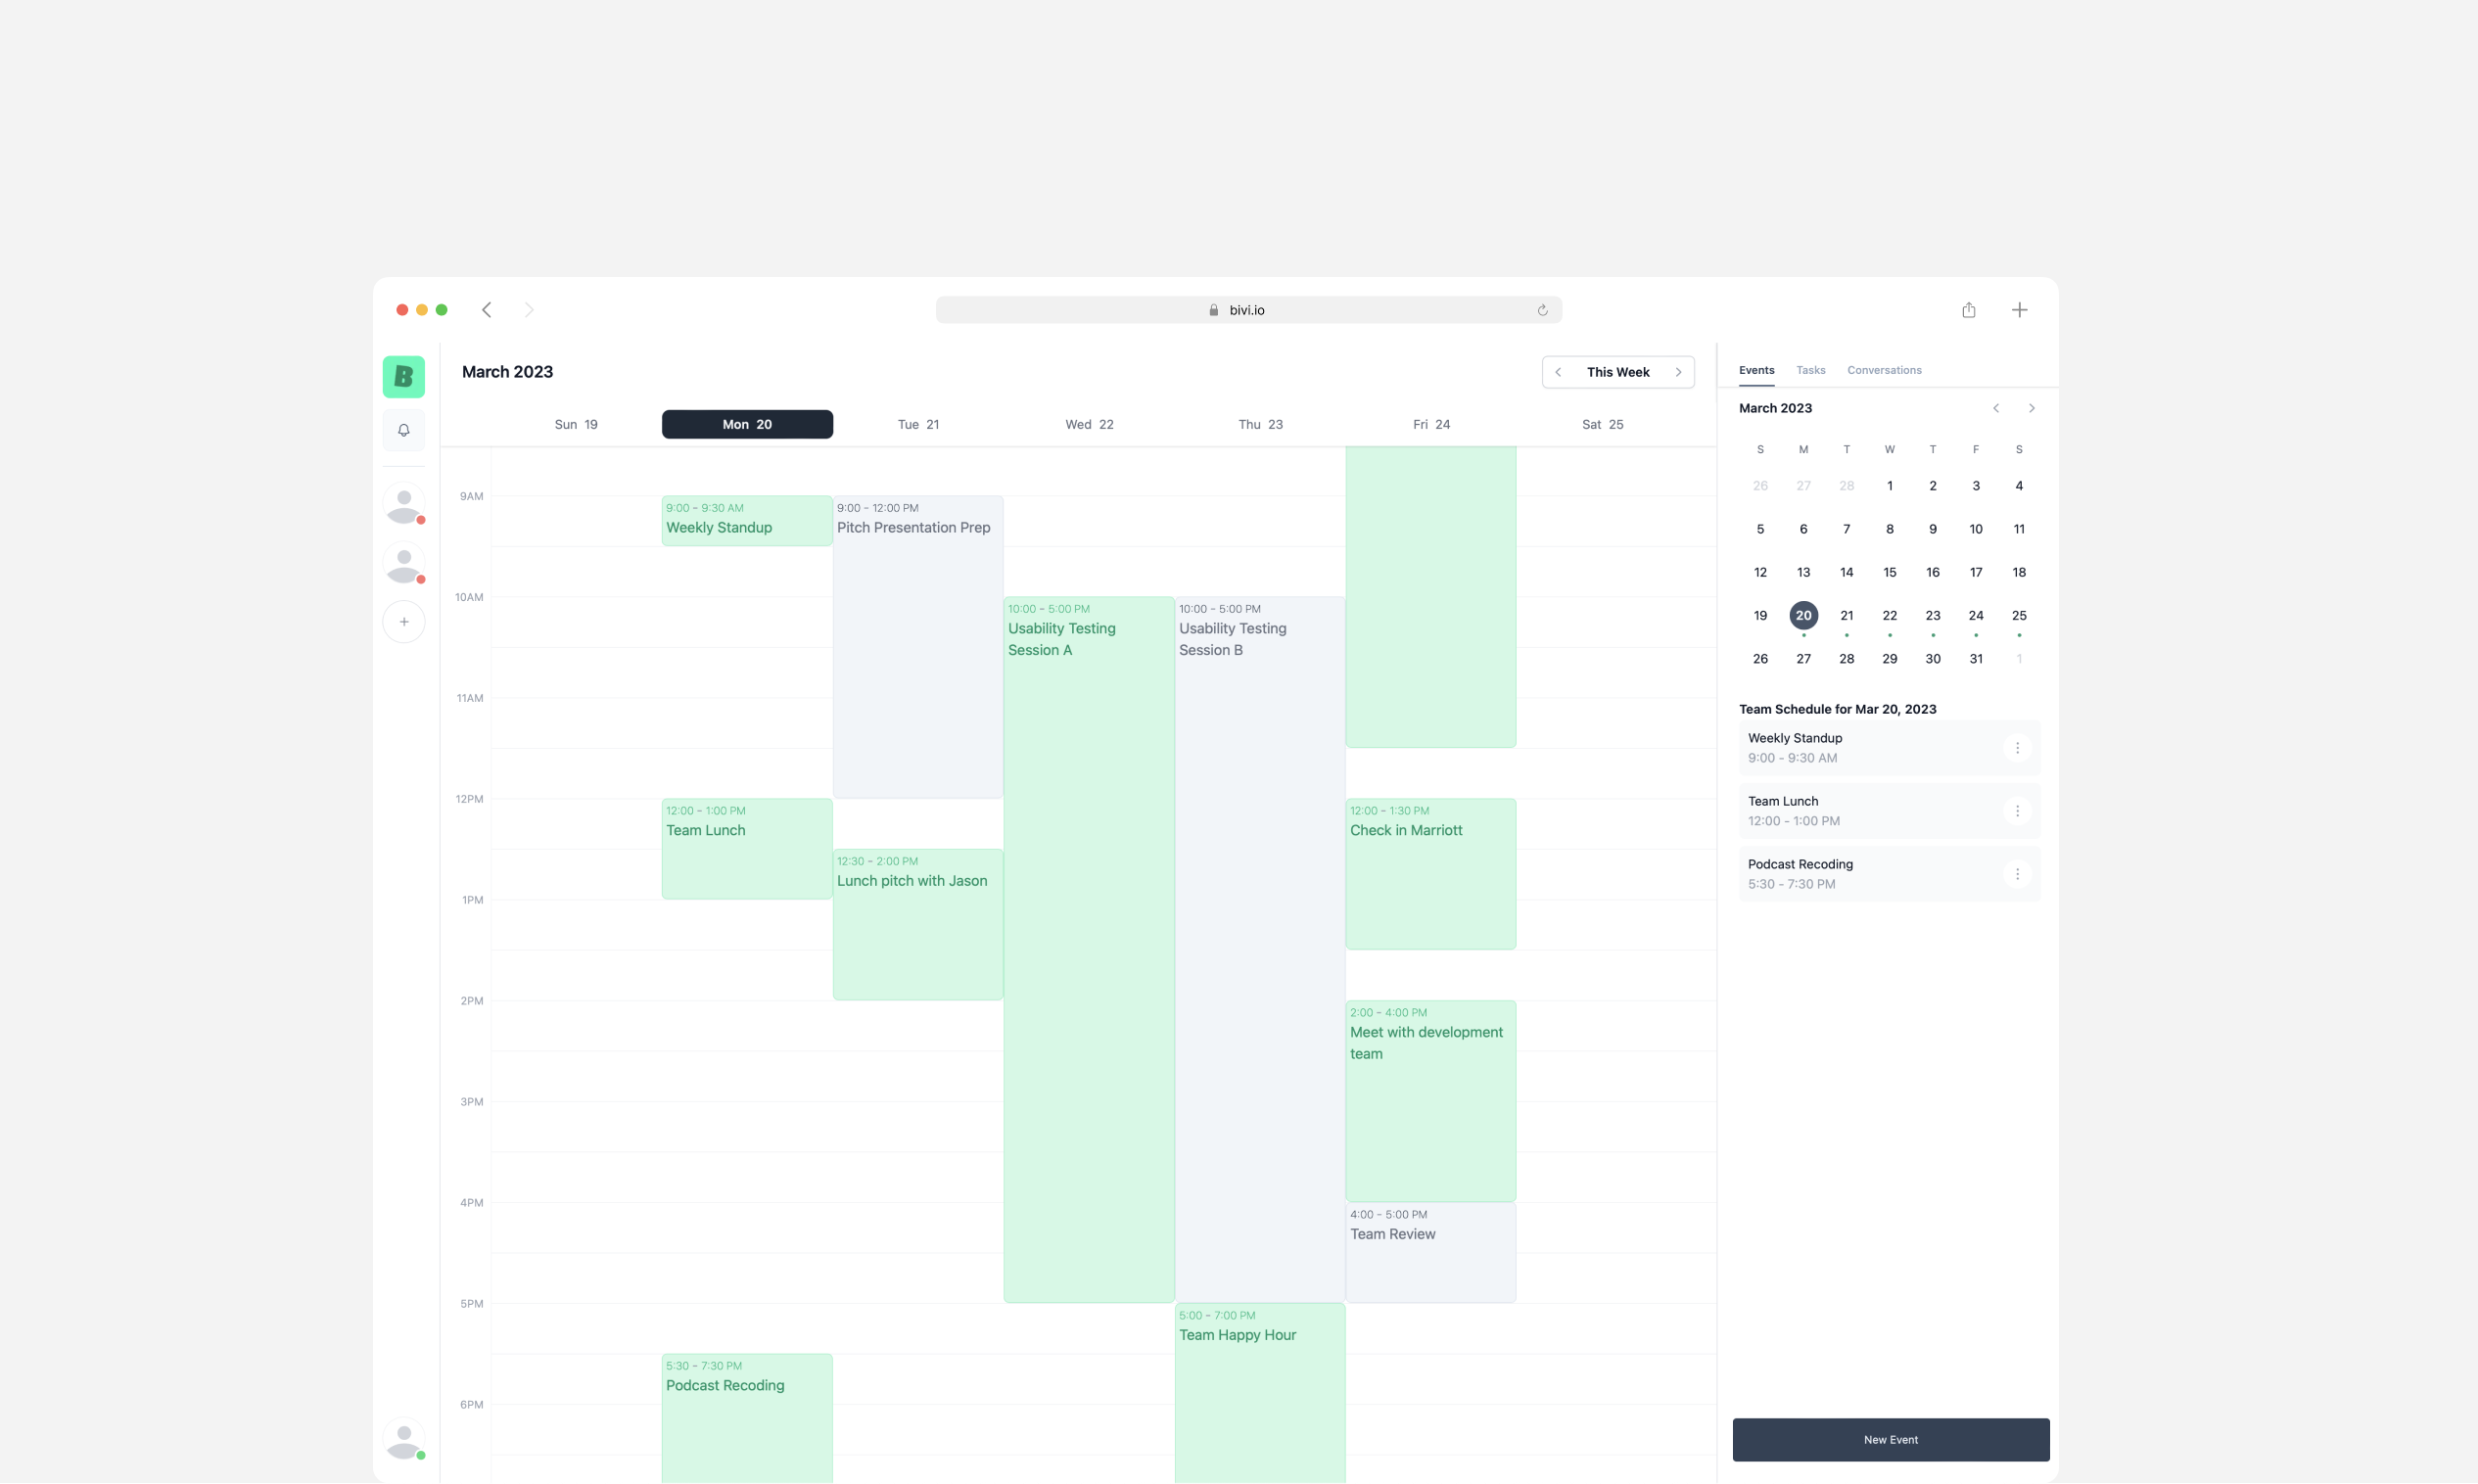 bivi.io
B
March 2023
This Week
Sun 19 Mon 20 Tue 21 Wed 22 Thu 23 Fri 24 Sat 25
9AM
10AM
11AM
12PM
1PM
2PM
3PM
4PM
5PM
6PM
9:00 - 9:30 AM
Weekly Standup
12:00 - 1:00 PM
Team Lunch
5:30 - 7:30 PM
Podcast Recoding
9:00 - 12:00 PM
Pitch Presentation Prep
12:30 - 2:00 PM
Lunch pitch with Jason
10:00 - 5:00 PM
Usability Testing
Session A
10:00 - 5:00 PM
Usability Testing
Session B
5:00 - 7:00 PM
Team Happy Hour
12:00 - 1:30 PM
Check in Marriott
2:00 - 4:00 PM
Meet with development
team
4:00 - 5:00 PM
Team Review
Events Tasks Conversations
March 2023
S M T W T F S
26 27 28 1 2 3 4
5 6 7 8 9 10 11
12 13 14 15 16 17 18
19 20 21 22 23 24 25
26 27 28 29 30 31 1
Team Schedule for Mar 20, 2023
Weekly Standup
9:00 - 9:30 AM
Team Lunch
12:00 - 1:00 PM
Podcast Recoding
5:30 - 7:30 PM
New Event